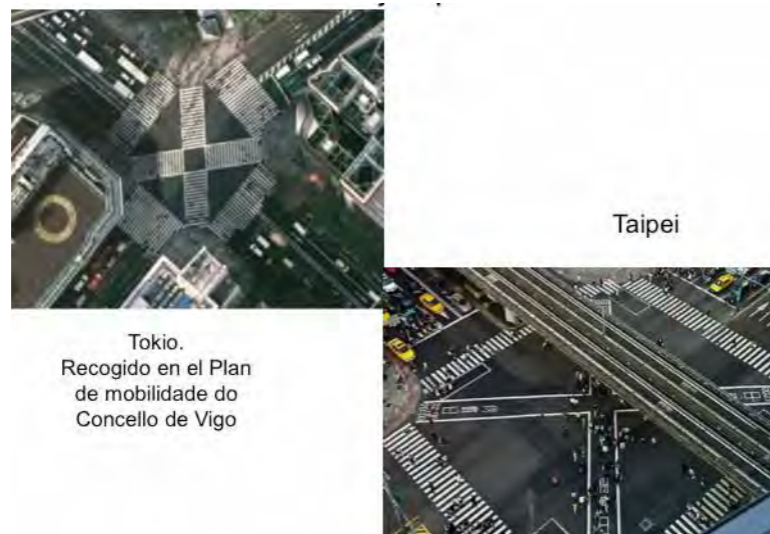 Taipei
Tokio.
Recogido en el Plan
de mobilidade do
Concello de Vigo